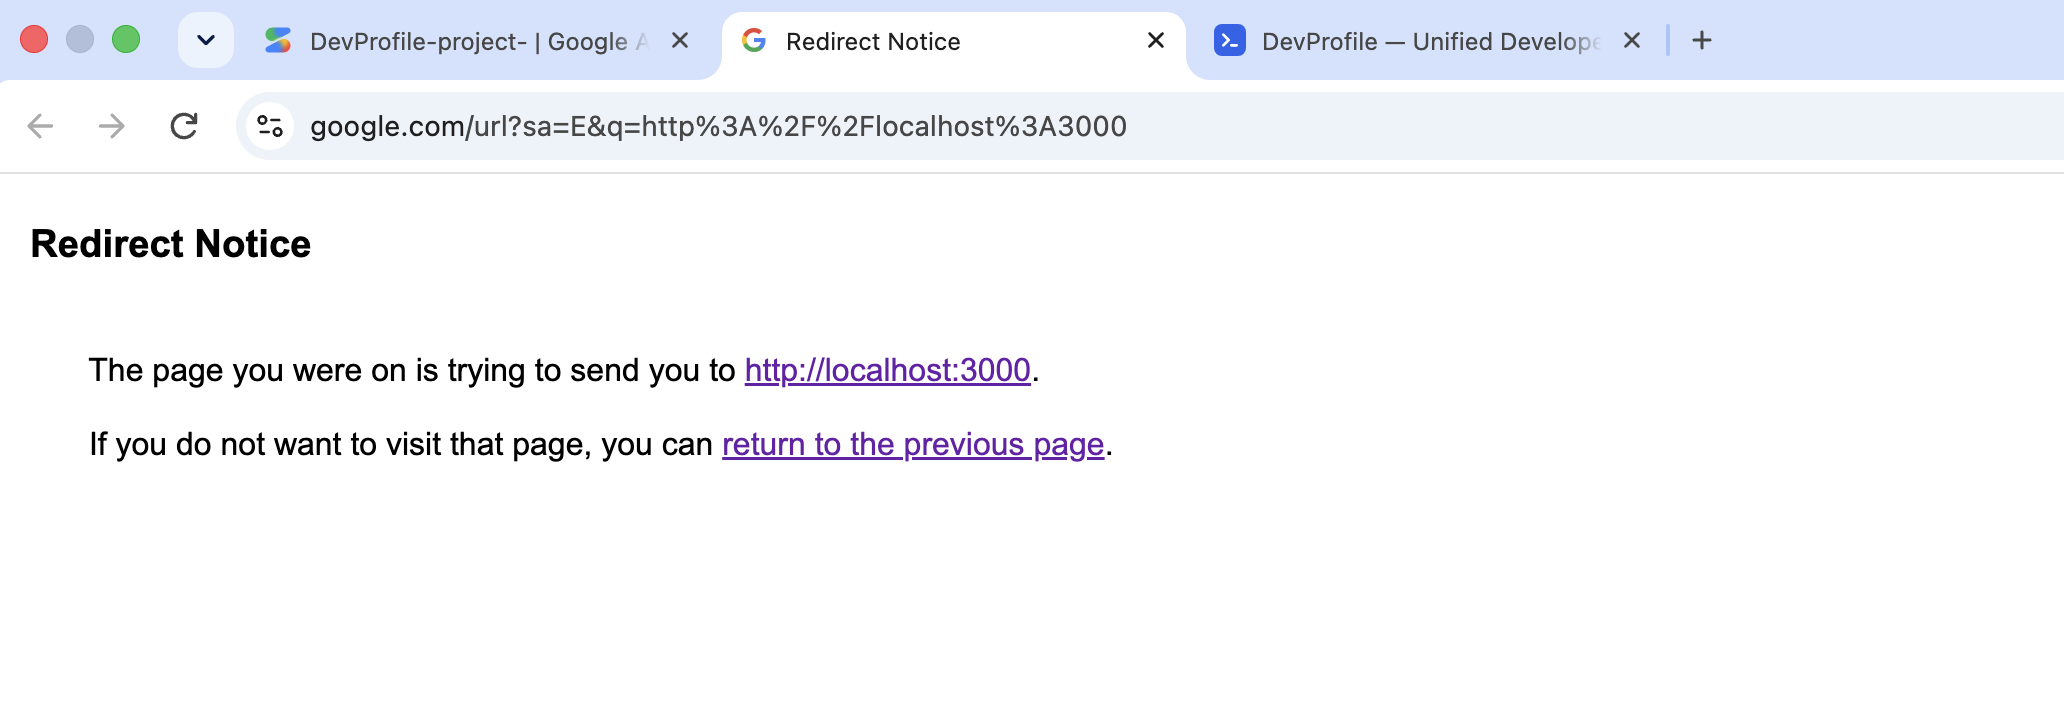 DevProfile-project- | Google A
Redirect Notice
DevProfile — Unified Develope
google.com/url?sa=E&q=http%3A%2F%2Flocalhost%3A3000
Redirect Notice
The page you were on is trying to send you to http://localhost:3000.
If you do not want to visit that page, you can return to the previous page.